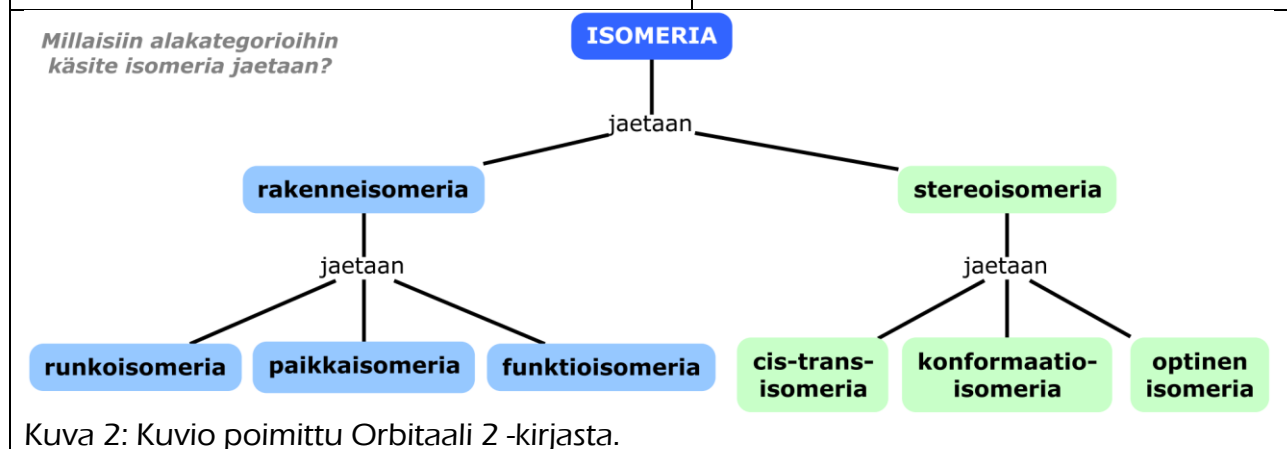 Millaisiin alakategorioihin
käsite isomeria jaetaan?
ISOMERIA
jaetaan
rakenneisomeria
stereoisomeria
jaetaan
jaetaan
runkoisomeria
paikkaisomeria
funktioisomeria
cis-trans-
isomeria
konformaatio-
isomeria
optinen
isomeria
Kuva 2: Kuvio poimittu Orbitaali 2 -kirjasta.